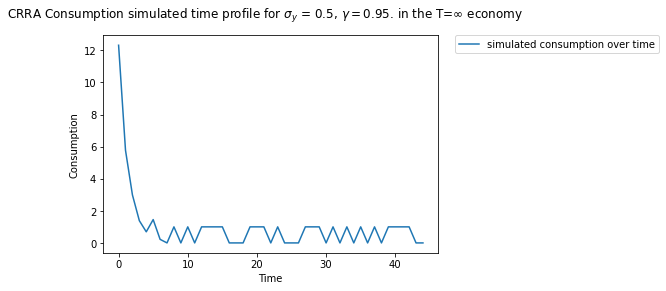 CRRA Consumption simulated time profile for σy = 0.5, γ = 0.95. in the T=∞ economy
simulated consumption over time
Consumption
12
10
8
6
4
2
0
0 10 20 30 40
Time